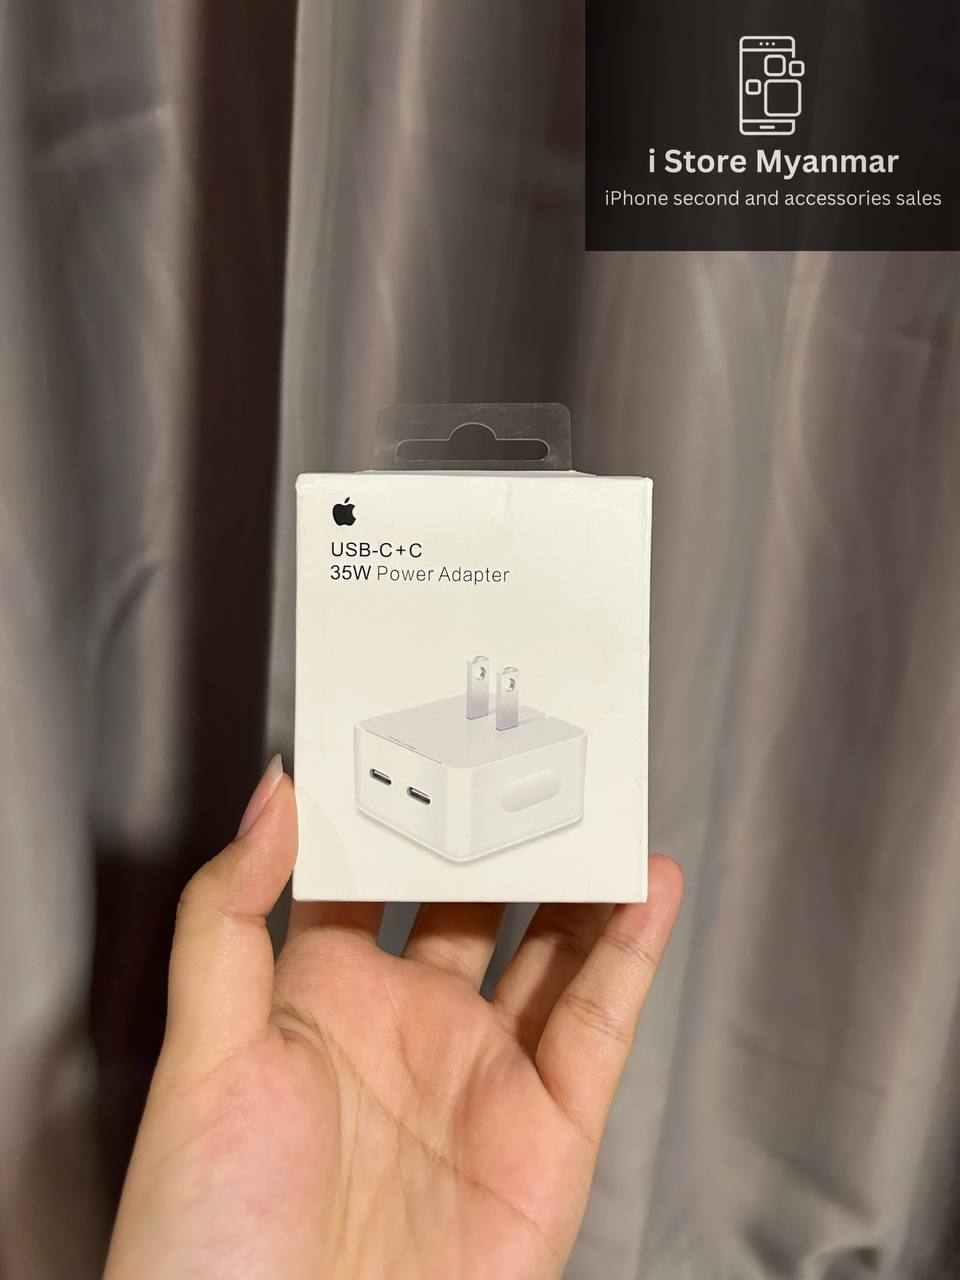 i Store Myanmar
iPhone second and accessories sales
USB-C+C
35W Power Adapter